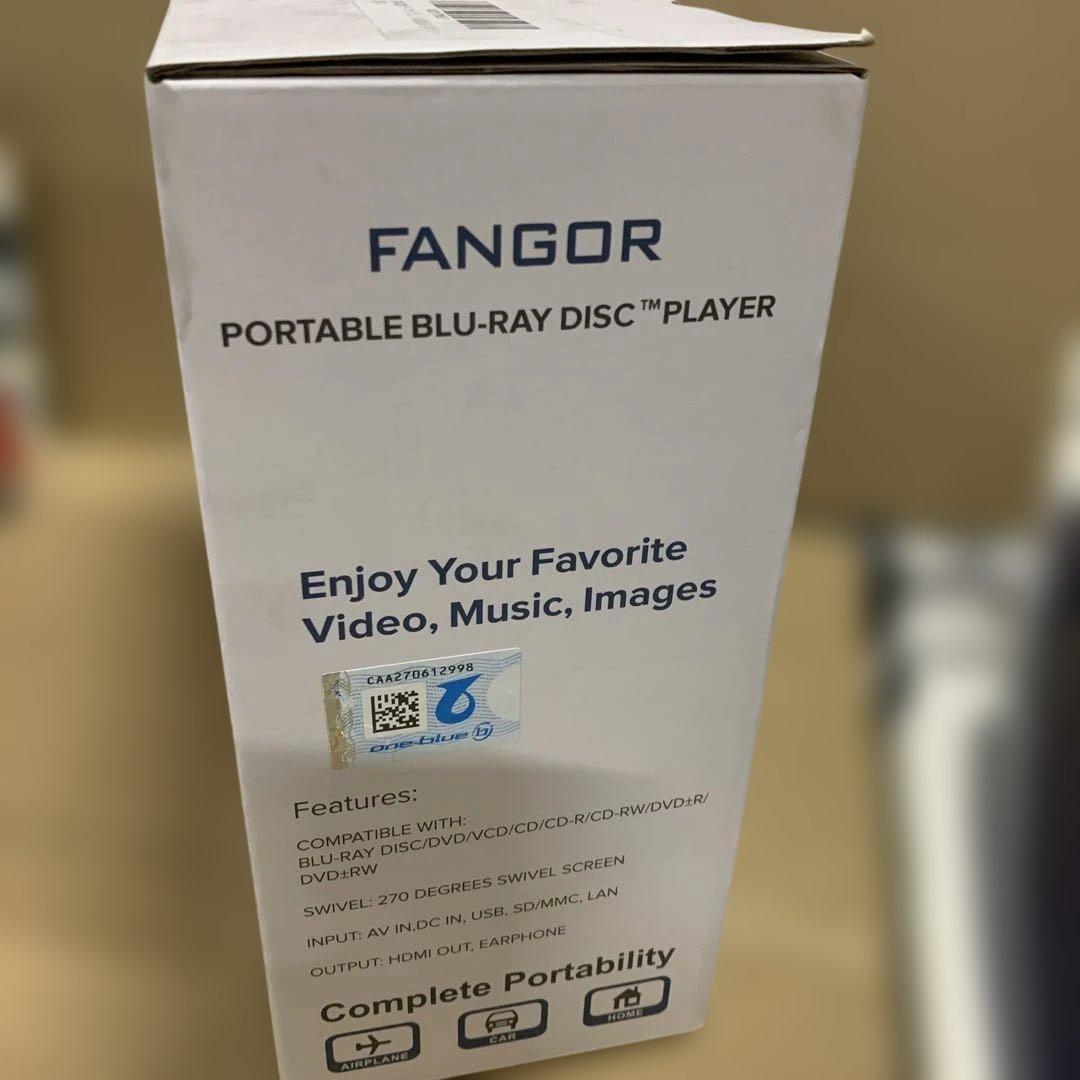 FANGOR
PORTABLE BLU-RAY DISC™PLAYER
Enjoy Your Favorite
Video, Music, Images
CAA270612998
one-blue
Features:
COMPATIBLE WITH:
BLU-RAY DISC/DVD/VCD/CD/CD-R/CD-RW/DVD±R/
DVD±RW
SWIVEL: 270 DEGREES SWIVEL SCREEN
INPUT: AV IN,DC IN, USB, SD/MMC, LAN
OUTPUT: HDMI OUT, EARPHONE
Complete Portability
AIRPLANE
CAR
HOME